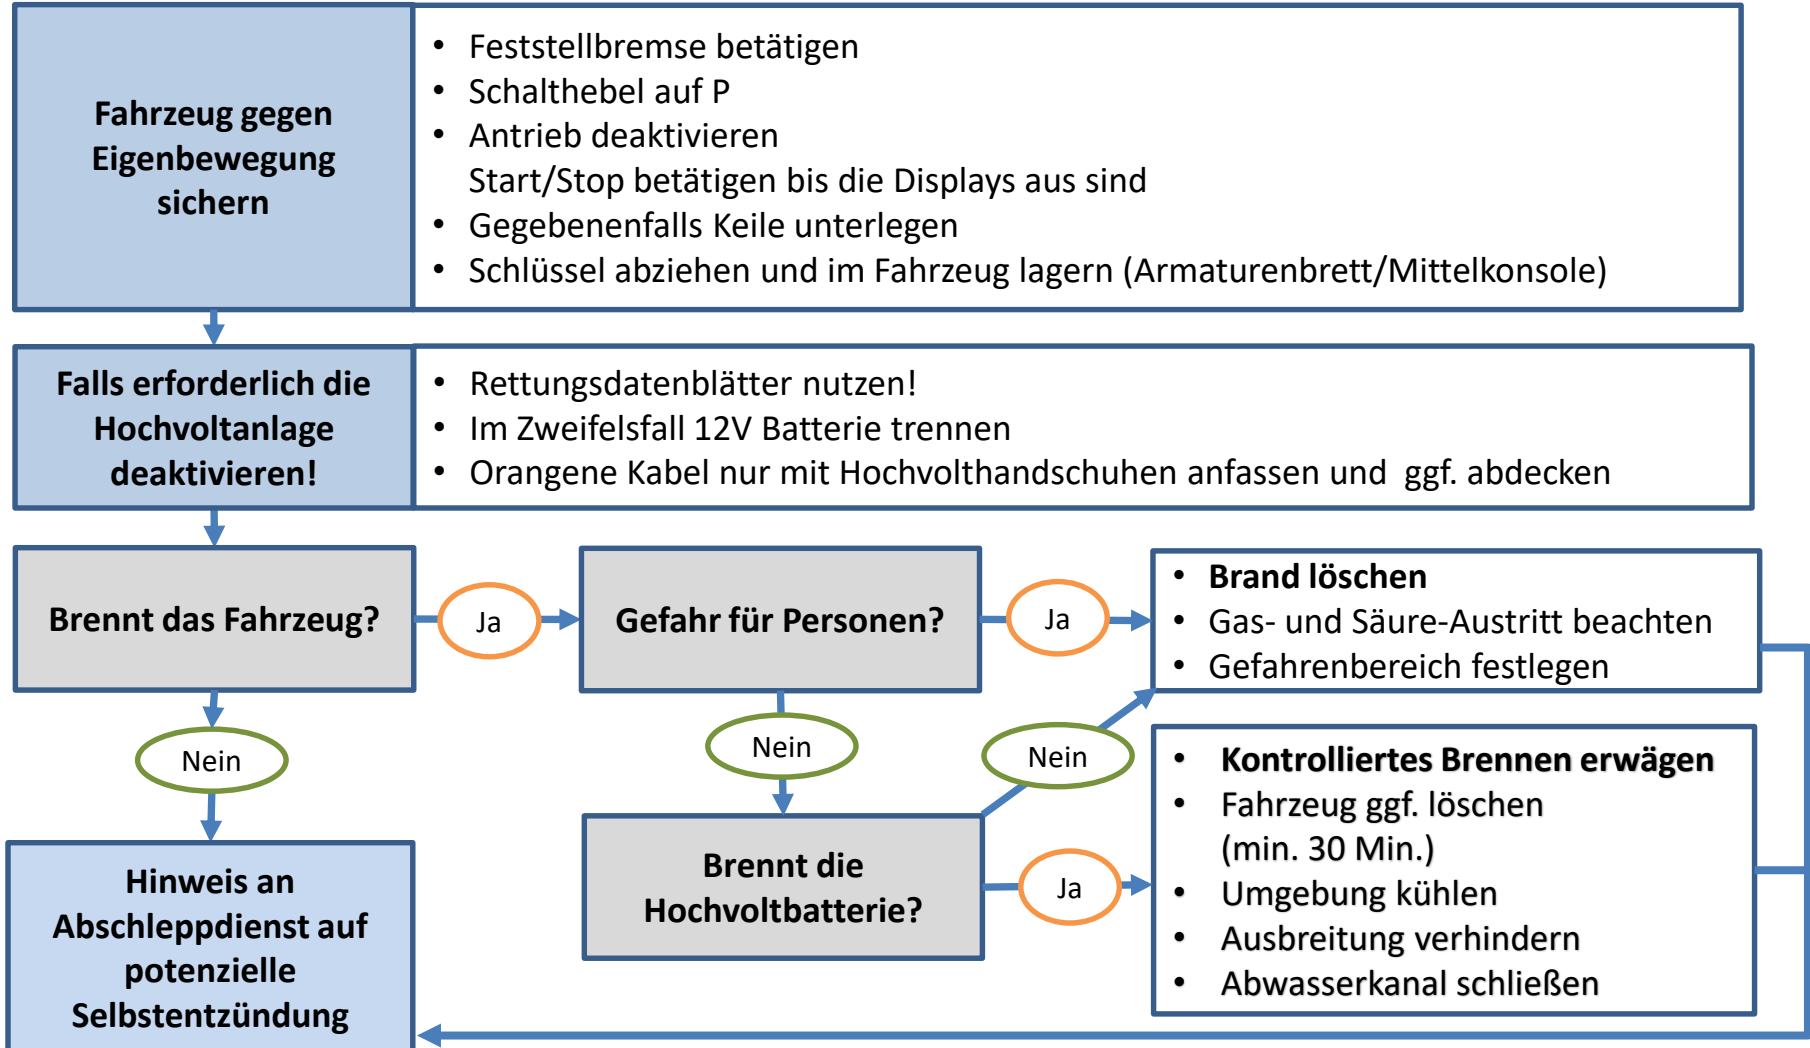 Fahrzeug gegen
Eigenbewegung
sichern
• Feststellbremse betätigen
• Schalthebel auf P
• Antrieb deaktivieren
Start/Stop betätigen bis die Displays aus sind
• Gegebenenfalls Keile unterlegen
• Schlüssel abziehen und im Fahrzeug lagern (Armaturenbrett/Mittelkonsole)
Falls erforderlich die
Hochvoltanlage
deaktivieren!
• Rettungsdatenblätter nutzen!
• Im Zweifelsfall 12V Batterie trennen
• Orangene Kabel nur mit Hochvolthandschuhen anfassen und  ggf. abdecken
Brennt das Fahrzeug?
Ja
Gefahr für Personen?
Ja
• Brand löschen
• Gas- und Säure-Austritt beachten
• Gefahrenbereich festlegen
Nein
Nein
Nein
Brennt die
Hochvoltbatterie?
Ja
• Kontrolliertes Brennen erwägen
• Fahrzeug ggf. löschen
(min. 30 Min.)
• Umgebung kühlen
• Ausbreitung verhindern
• Abwasserkanal schließen
Hinweis an
Abschleppdienst auf
potenzielle
Selbstentzündung